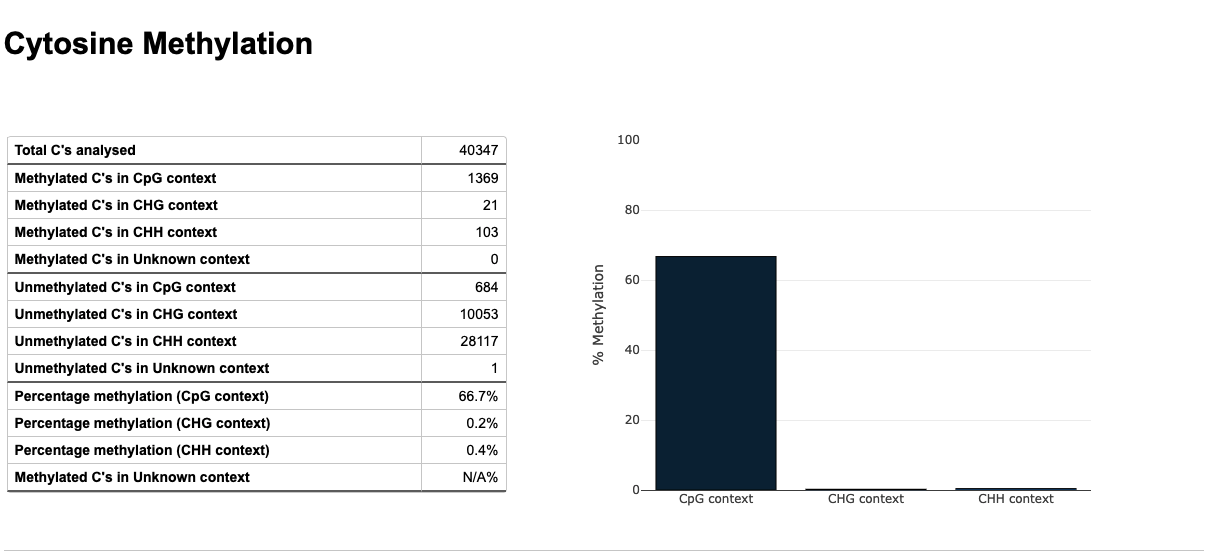 Cytosine Methylation
Total C's analysed 40347
Methylated C's in CpG context 1369
Methylated C's in CHG context 21
Methylated C's in CHH context 103
Methylated C's in Unknown context 0
Unmethylated C's in CpG context 684
Unmethylated C's in CHG context 10053
Unmethylated C's in CHH context 28117
Unmethylated C's in Unknown context 1
Percentage methylation (CpG context) 66.7%
Percentage methylation (CHG context) 0.2%
Percentage methylation (CHH context) 0.4%
Methylated C's in Unknown context N/A%
% Methylation
100
80
60
40
20
0
CpG context CHG context CHH context